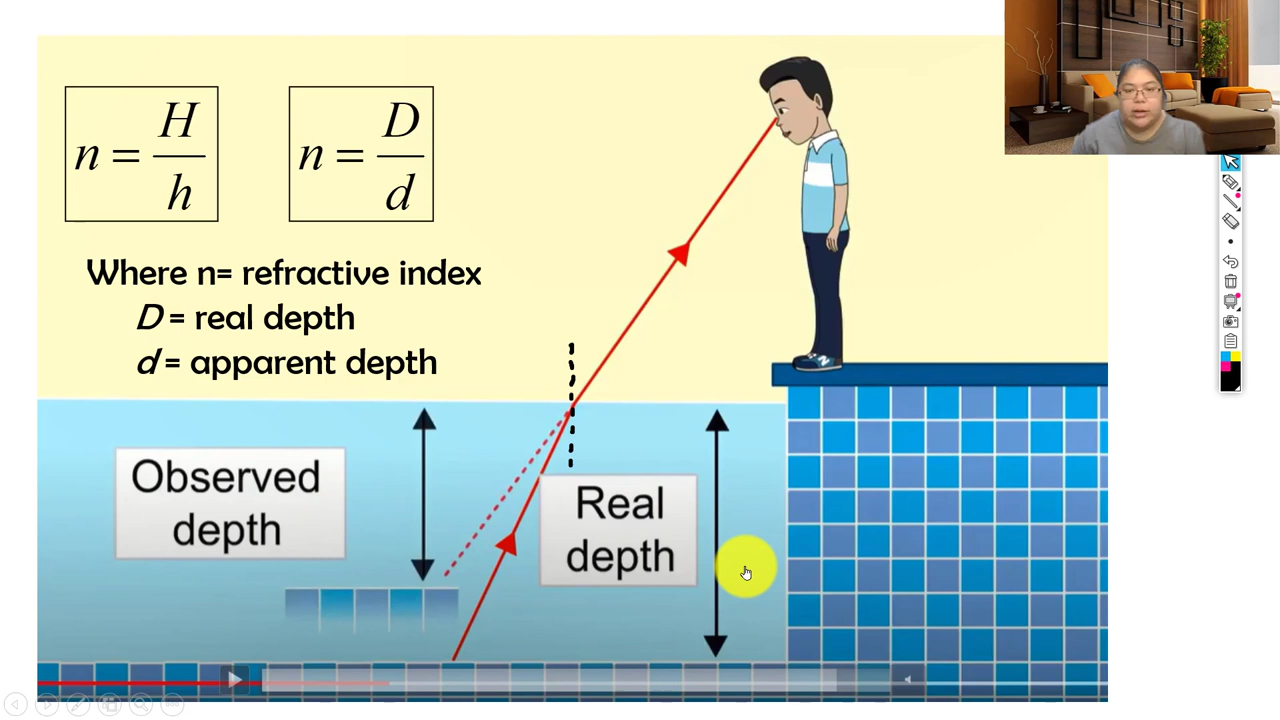 n = H/h
n = D/d
Where n= refractive index
D = real depth
d = apparent depth
Observed
depth
Real
depth